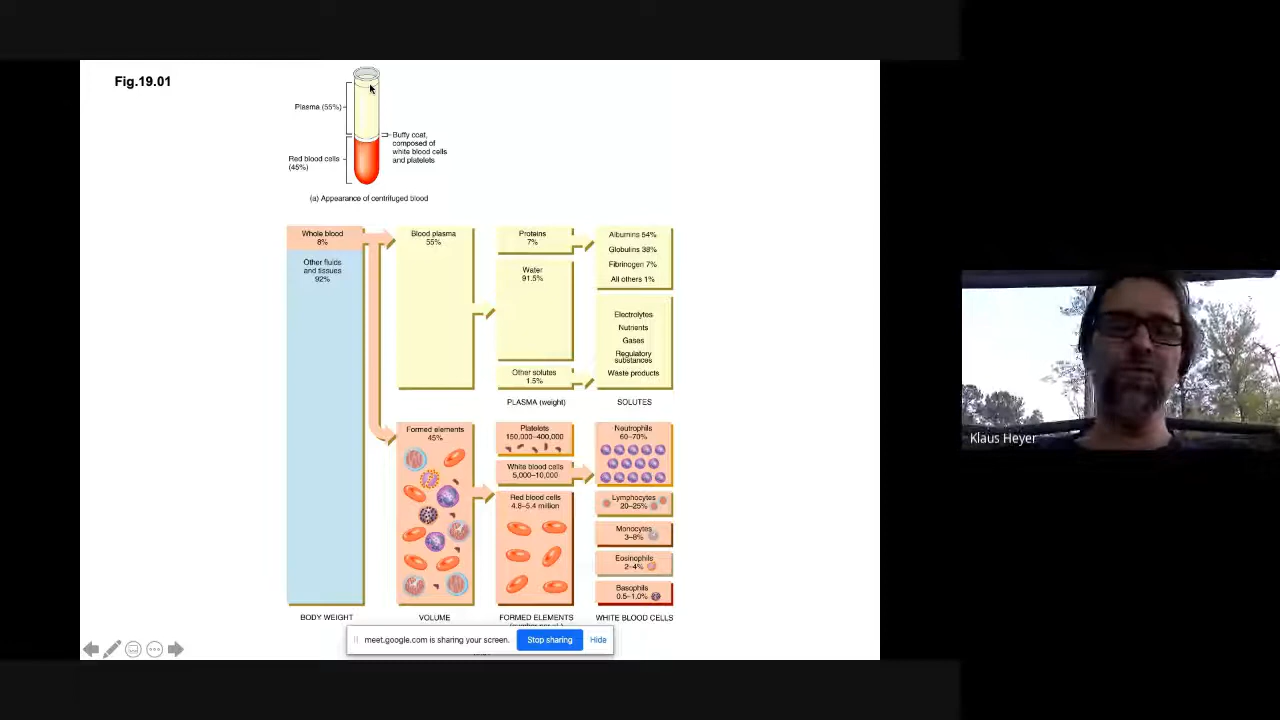 Fig.19.01
Plasma (55%)
Buffy coat,
composed of
white blood cells
and platelets
Red blood cells
(45%)
(a) Appearance of centrifuged blood
Whole blood
8%
Other fluids
and tissues
92%
BODY WEIGHT
Blood plasma
55%
Formed elements
45%
VOLUME
Proteins
7%
Water
91.5%
Other solutes
1.5%
PLASMA (weight)
Albumins 54%
Globulins 38%
Fibrinogen 7%
All others 1%
Electrolytes
Nutrients
Gases
Regulatory
substances
Waste products
SOLUTES
Platelets
150,000–400,000
White blood cells
5,000–10,000
Red blood cells
4.8–5.4 million
FORMED ELEMENTS
Neutrophils
60–70%
Lymphocytes
20–25%
Monocytes
3–8%
Eosinophils
2–4%
Basophils
0.5–1.0%
WHITE BLOOD CELLS
meet.google.com is sharing your screen.
Stop sharing
Hide
Klaus Heyer